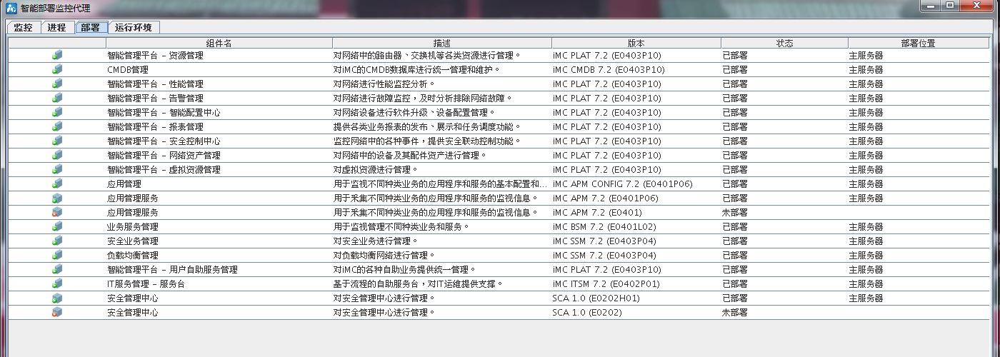 智能部署监控代理
监控 进程 部署 运行环境
组件名 描述 版本 状态 部署位置
智能管理平台 - 资源管理 对网络中的路由器、交换机等各类资源进行管理。 iMC PLAT 7.2 (E0403P10) 已部署 主服务器
CMDB管理 对iMC的CMDB数据库进行统一管理和维护。 iMC CMDB 7.2 (E0403P10) 已部署 主服务器
智能管理平台 - 性能管理 对网络进行性能监控分析。 iMC PLAT 7.2 (E0403P10) 已部署 主服务器
智能管理平台 - 告警管理 对网络进行故障监控，及时分析排除网络故障。 iMC PLAT 7.2 (E0403P10) 已部署 主服务器
智能管理平台 - 智能配置中心 对网络设备进行软件升级、设备配置管理。 iMC PLAT 7.2 (E0403P10) 已部署 主服务器
智能管理平台 - 报表管理 提供各类业务报表的发布、展示和任务调度功能。 iMC PLAT 7.2 (E0403P10) 已部署 主服务器
智能管理平台 - 安全控制中心 监控网络中的各种事件，提供安全联动控制功能。 iMC PLAT 7.2 (E0403P10) 已部署 主服务器
智能管理平台 - 网络资产管理 对网络中的设备及其配件资产进行管理。 iMC PLAT 7.2 (E0403P10) 已部署 主服务器
智能管理平台 - 虚拟资源管理 对虚拟资源进行管理。 iMC PLAT 7.2 (E0403P10) 已部署 主服务器
应用管理 用于监视不同种类业务的应用程序和服务的基本配置和... iMC APM CONFIG 7.2 (E0401P06) 已部署 主服务器
应用管理服务 用于采集不同种类业务的应用程序和服务的监视信息。 iMC APM 7.2 (E0401P06) 已部署 主服务器
应用管理服务 用于采集不同种类业务的应用程序和服务的监视信息。 iMC APM 7.2 (E0401) 未部署
业务服务管理 用于监视管理不同种类业务和服务。 iMC BSM 7.2 (E0401L02) 已部署 主服务器
安全业务管理 对安全业务进行管理。 iMC SSM 7.2 (E0403P04) 已部署 主服务器
负载均衡管理 对负载均衡网络进行管理。 iMC SSM 7.2 (E0403P04) 已部署 主服务器
智能管理平台 - 用户自助服务管理 对iMC的各种自助业务提供统一管理。 iMC PLAT 7.2 (E0403P10) 已部署 主服务器
IT服务管理 - 服务台 基于流程的自助服务台，对IT运维提供支撑。 iMC ITSM 7.2 (E0402P01) 已部署 主服务器
安全管理中心 对安全管理中心进行管理。 SCA 1.0 (E0202H01) 已部署 主服务器
安全管理中心 对安全管理中心进行管理。 SCA 1.0 (E0202) 未部署